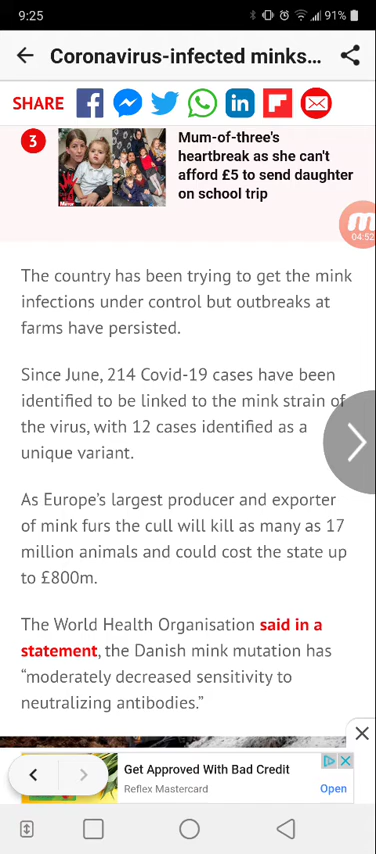 9:25
91%
Coronavirus-infected minks...
SHARE
3
Mum-of-three's
heartbreak as she can't
afford £5 to send daughter
on school trip
04:52
The country has been trying to get the mink
infections under control but outbreaks at
farms have persisted.
Since June, 214 Covid-19 cases have been
identified to be linked to the mink strain of
the virus, with 12 cases identified as a
unique variant.
As Europe's largest producer and exporter
of mink furs the cull will kill as many as 17
million animals and could cost the state up
to £800m.
The World Health Organisation said in a
statement, the Danish mink mutation has
“moderately decreased sensitivity to
neutralizing antibodies.”
Get Approved With Bad Credit
Reflex Mastercard
Open